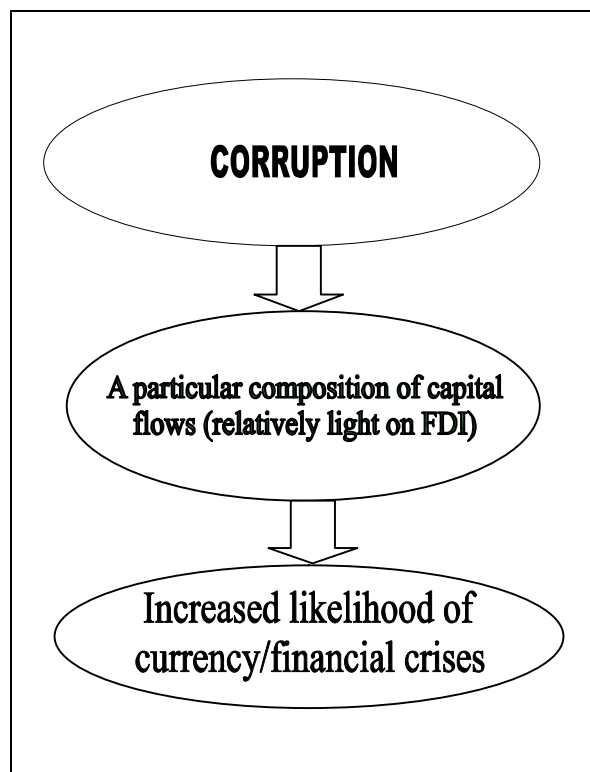 CORRUPTION
A particular composition of capital
flows (relatively light on FDI)
Increased likelihood of
currency/financial crises